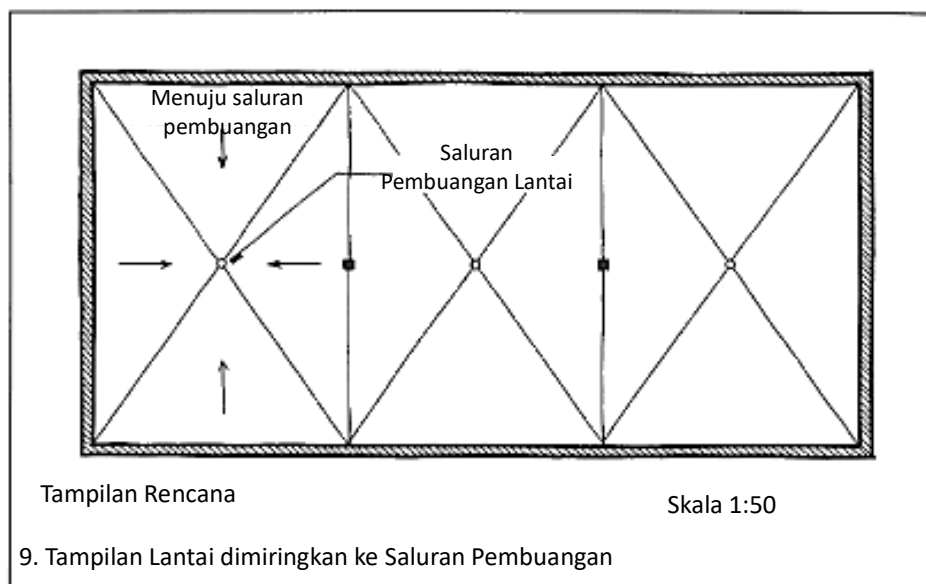 Menuju saluran
pembuangan
Saluran
Pembuangan Lantai
Tampilan Rencana
Skala 1:50
9. Tampilan Lantai dimiringkan ke Saluran Pembuangan